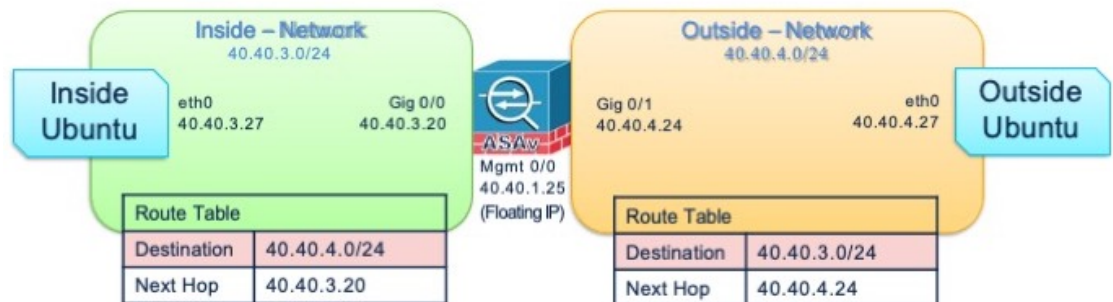 Inside – Network
40.40.3.0/24
Inside
Ubuntu
eth0
40.40.3.27
Gig 0/0
40.40.3.20
Route Table
Destination 40.40.4.0/24
Next Hop 40.40.3.20
ASAv
Mgmt 0/0
40.40.1.25
(Floating IP)
Outside – Network
40.40.4.0/24
Gig 0/1
40.40.4.24
eth0
40.40.4.27
Outside
Ubuntu
Route Table
Destination 40.40.3.0/24
Next Hop 40.40.4.24